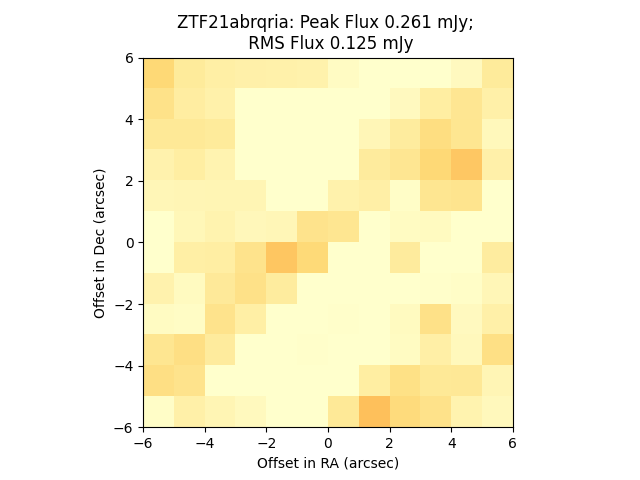 ZTF21abrqria: Peak Flux 0.261 mJy;
RMS Flux 0.125 mJy
6
4
2
0
−2
−4
−6
Offset in Dec (arcsec)
−6 −4 −2 0 2 4 6
Offset in RA (arcsec)